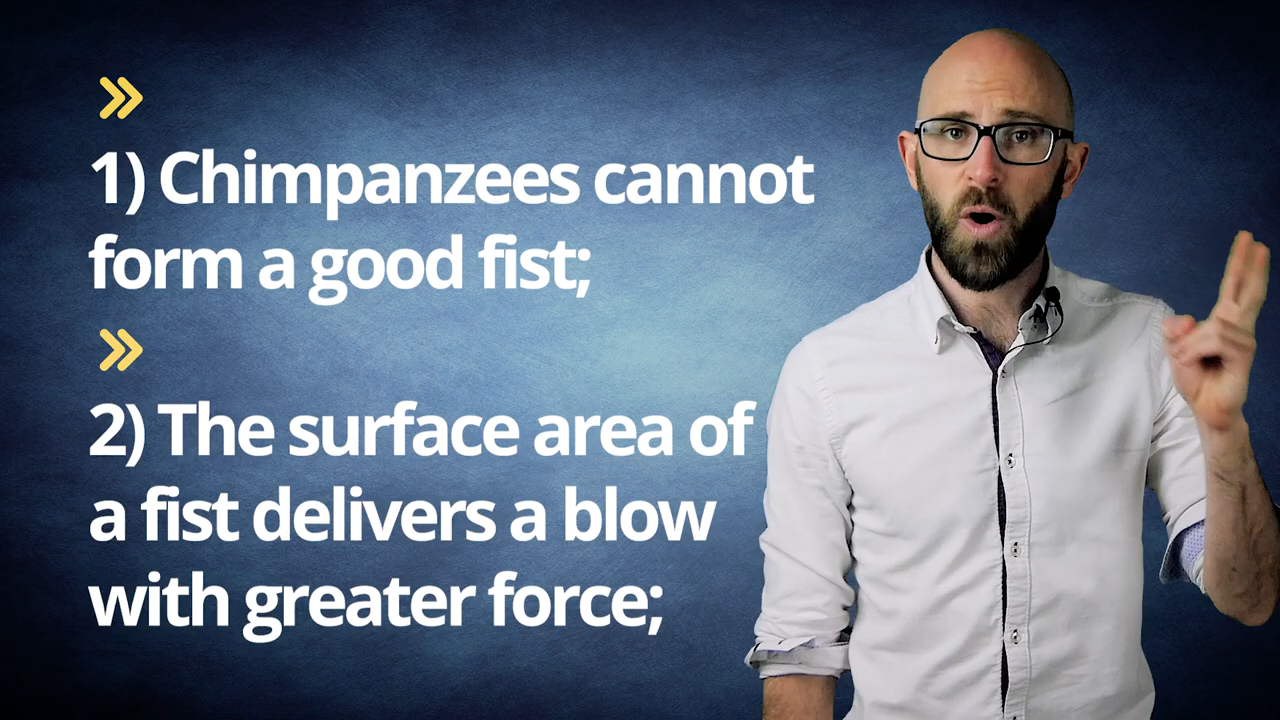 1) Chimpanzees cannot
form a good fist;
2) The surface area of
a fist delivers a blow
with greater force;